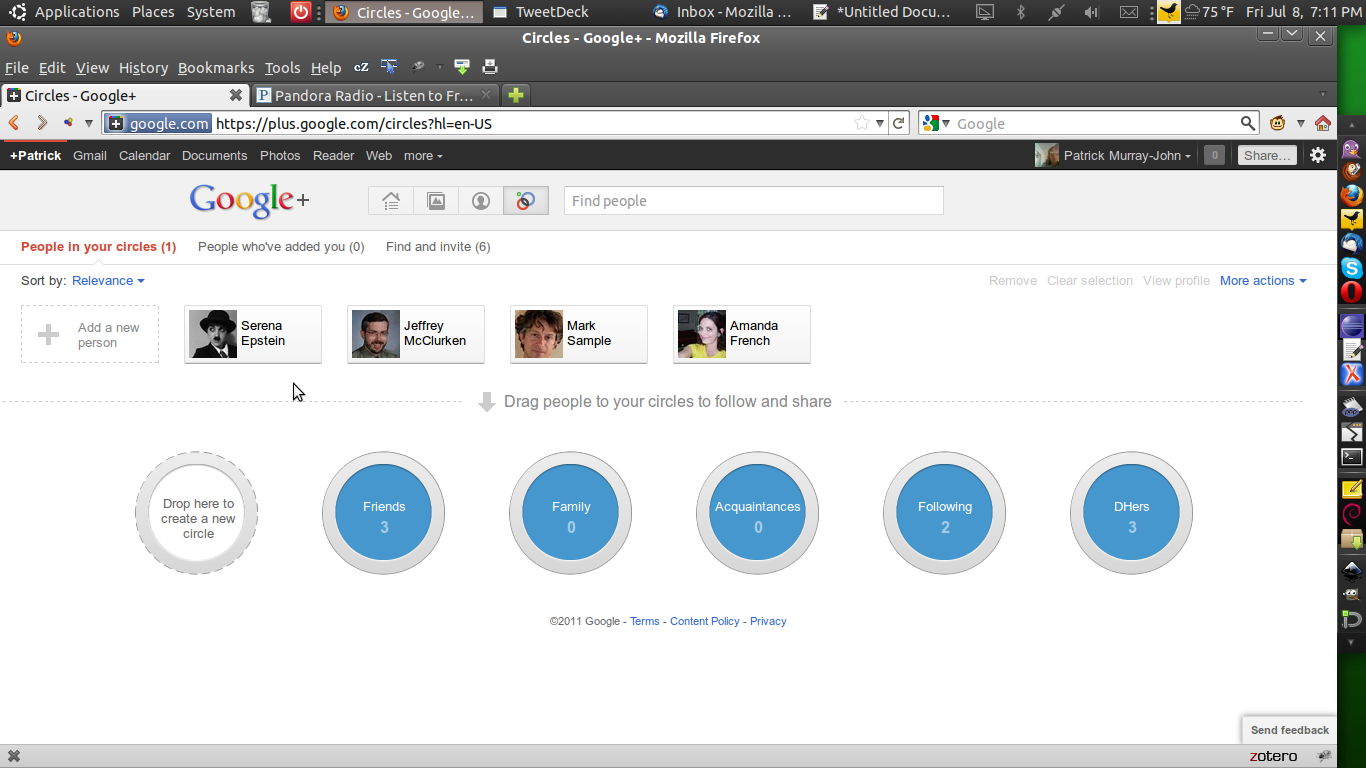 Applications Places System Circles - Google... TweetDeck Inbox - Mozilla ... *Untitled Docu... 75 °F Fri Jul 8, 7:11 PM
Circles - Google+ - Mozilla Firefox
File Edit View History Bookmarks Tools Help cZ
Circles - Google+ Pandora Radio - Listen to Fr...
google.com https://plus.google.com/circles?hl=en-US Google
+Patrick Gmail Calendar Documents Photos Reader Web more Patrick Murray-John 0 Share...
Google+ Find people
People in your circles (1) People who've added you (0) Find and invite (6)
Sort by: Relevance Remove Clear selection View profile More actions
Add a new
person
Serena
Epstein
Jeffrey
McClurken
Mark
Sample
Amanda
French
Drag people to your circles to follow and share
Drop here to
create a new
circle
Friends
3
Family
0
Acquaintances
0
Following
2
DHers
3
©2011 Google - Terms - Content Policy - Privacy
Send feedback
zotero